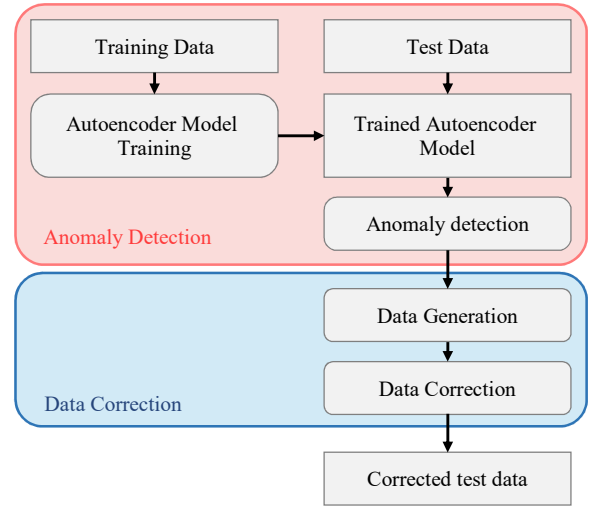 Training Data
Test Data
Autoencoder Model
Training
Trained Autoencoder
Model
Anomaly detection
Anomaly Detection
Data Generation
Data Correction
Data Correction
Corrected test data